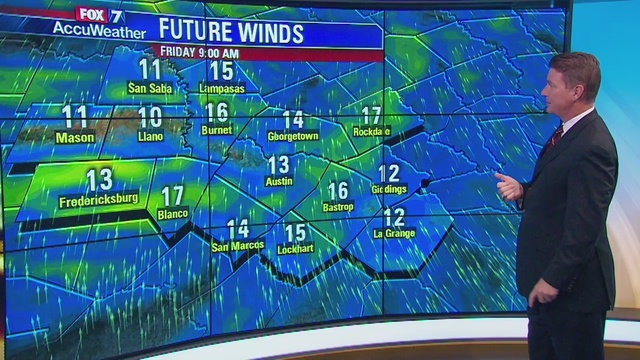 FOX 7
AccuWeather
FUTURE WINDS
FRIDAY 9:00 AM
11
San Saba
15
Lampasas
11
Mason
10
Llano
16
Burnet
14
Georgetown
17
Rockdale
13
Fredericksburg
17
Blanco
13
Austin
16
Bastrop
12
Giddings
14
San Marcos
15
Lockhart
12
La Grange